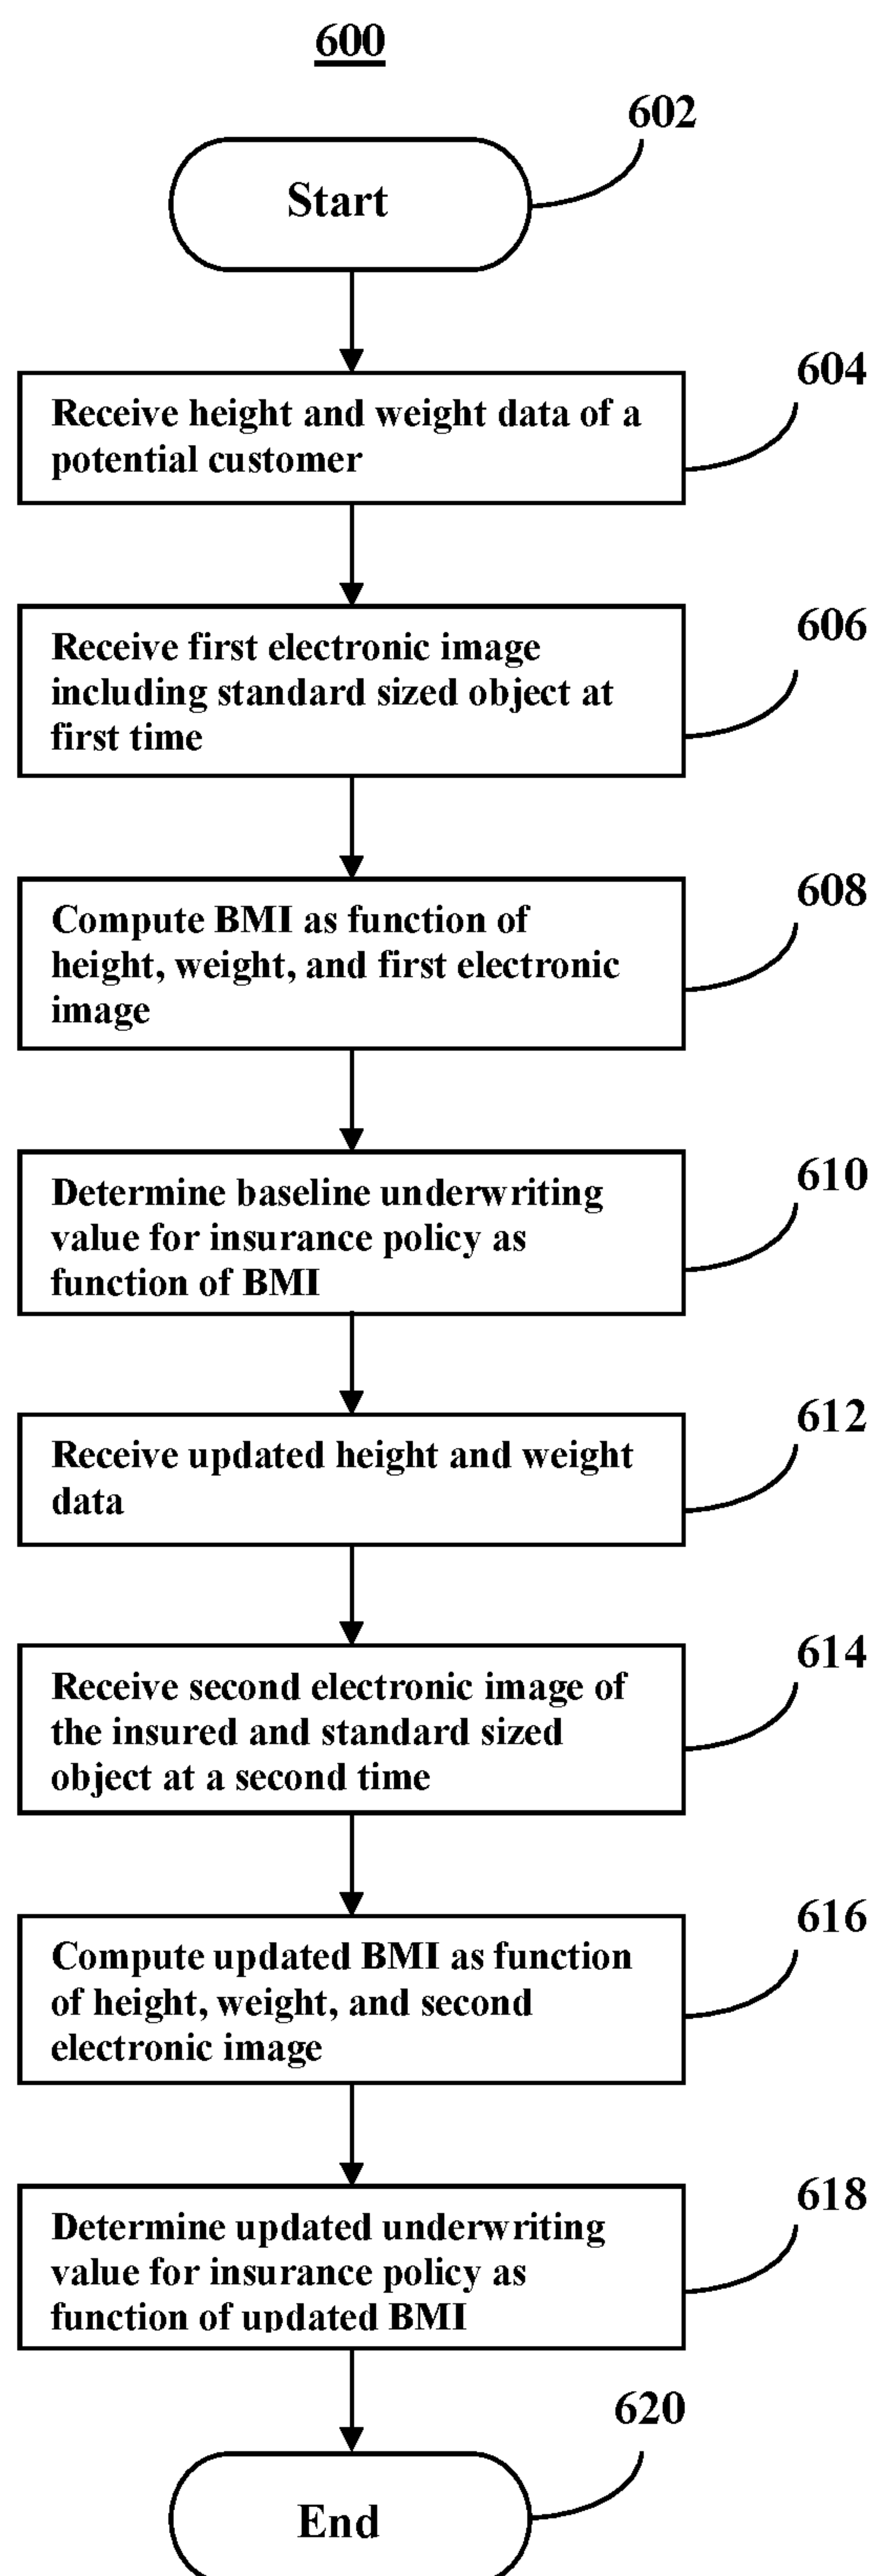 600
602
Start
604
Receive height and weight data of a
potential customer
606
Receive first electronic image
including standard sized object at
first time
608
Compute BMI as function of
height, weight, and first electronic
image
610
Determine baseline underwriting
value for insurance policy as
function of BMI
612
Receive updated height and weight
data
614
Receive second electronic image of
the insured and standard sized
object at a second time
616
Compute updated BMI as function
of height, weight, and second
electronic image
618
Determine updated underwriting
value for insurance policy as
function of updated BMI
620
End